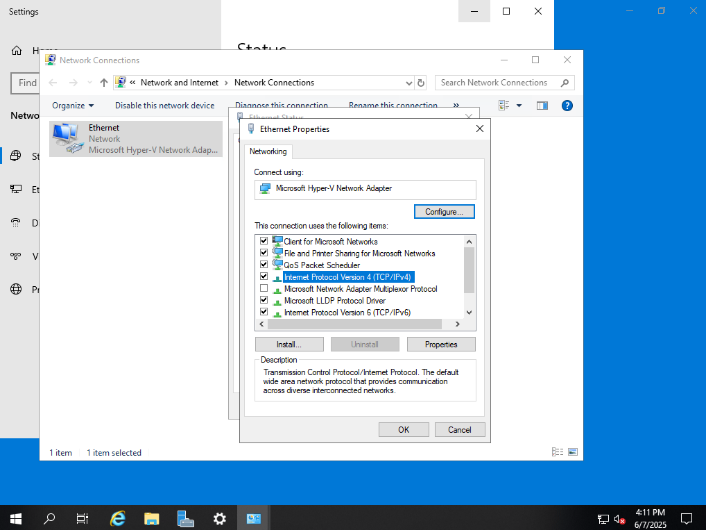 Settings
Home
Find
Netwo
Status
St
Et
D
V
Pr
Network Connections
« Network and Internet › Network Connections
Search Network Connections
Organize
Disable this network device
Diagnose this connection
Rename this connection
»
Ethernet
Network
Microsoft Hyper-V Network Adap...
Ethernet Status
Ethernet Properties
Networking
Connect using:
Microsoft Hyper-V Network Adapter
Configure...
This connection uses the following items:
Client for Microsoft Networks
File and Printer Sharing for Microsoft Networks
QoS Packet Scheduler
Internet Protocol Version 4 (TCP/IPv4)
Microsoft Network Adapter Multiplexor Protocol
Microsoft LLDP Protocol Driver
Internet Protocol Version 6 (TCP/IPv6)
Install...
Uninstall
Properties
Description
Transmission Control Protocol/Internet Protocol. The default
wide area network protocol that provides communication
across diverse interconnected networks.
OK
Cancel
1 item
1 item selected
4:11 PM
6/7/2025